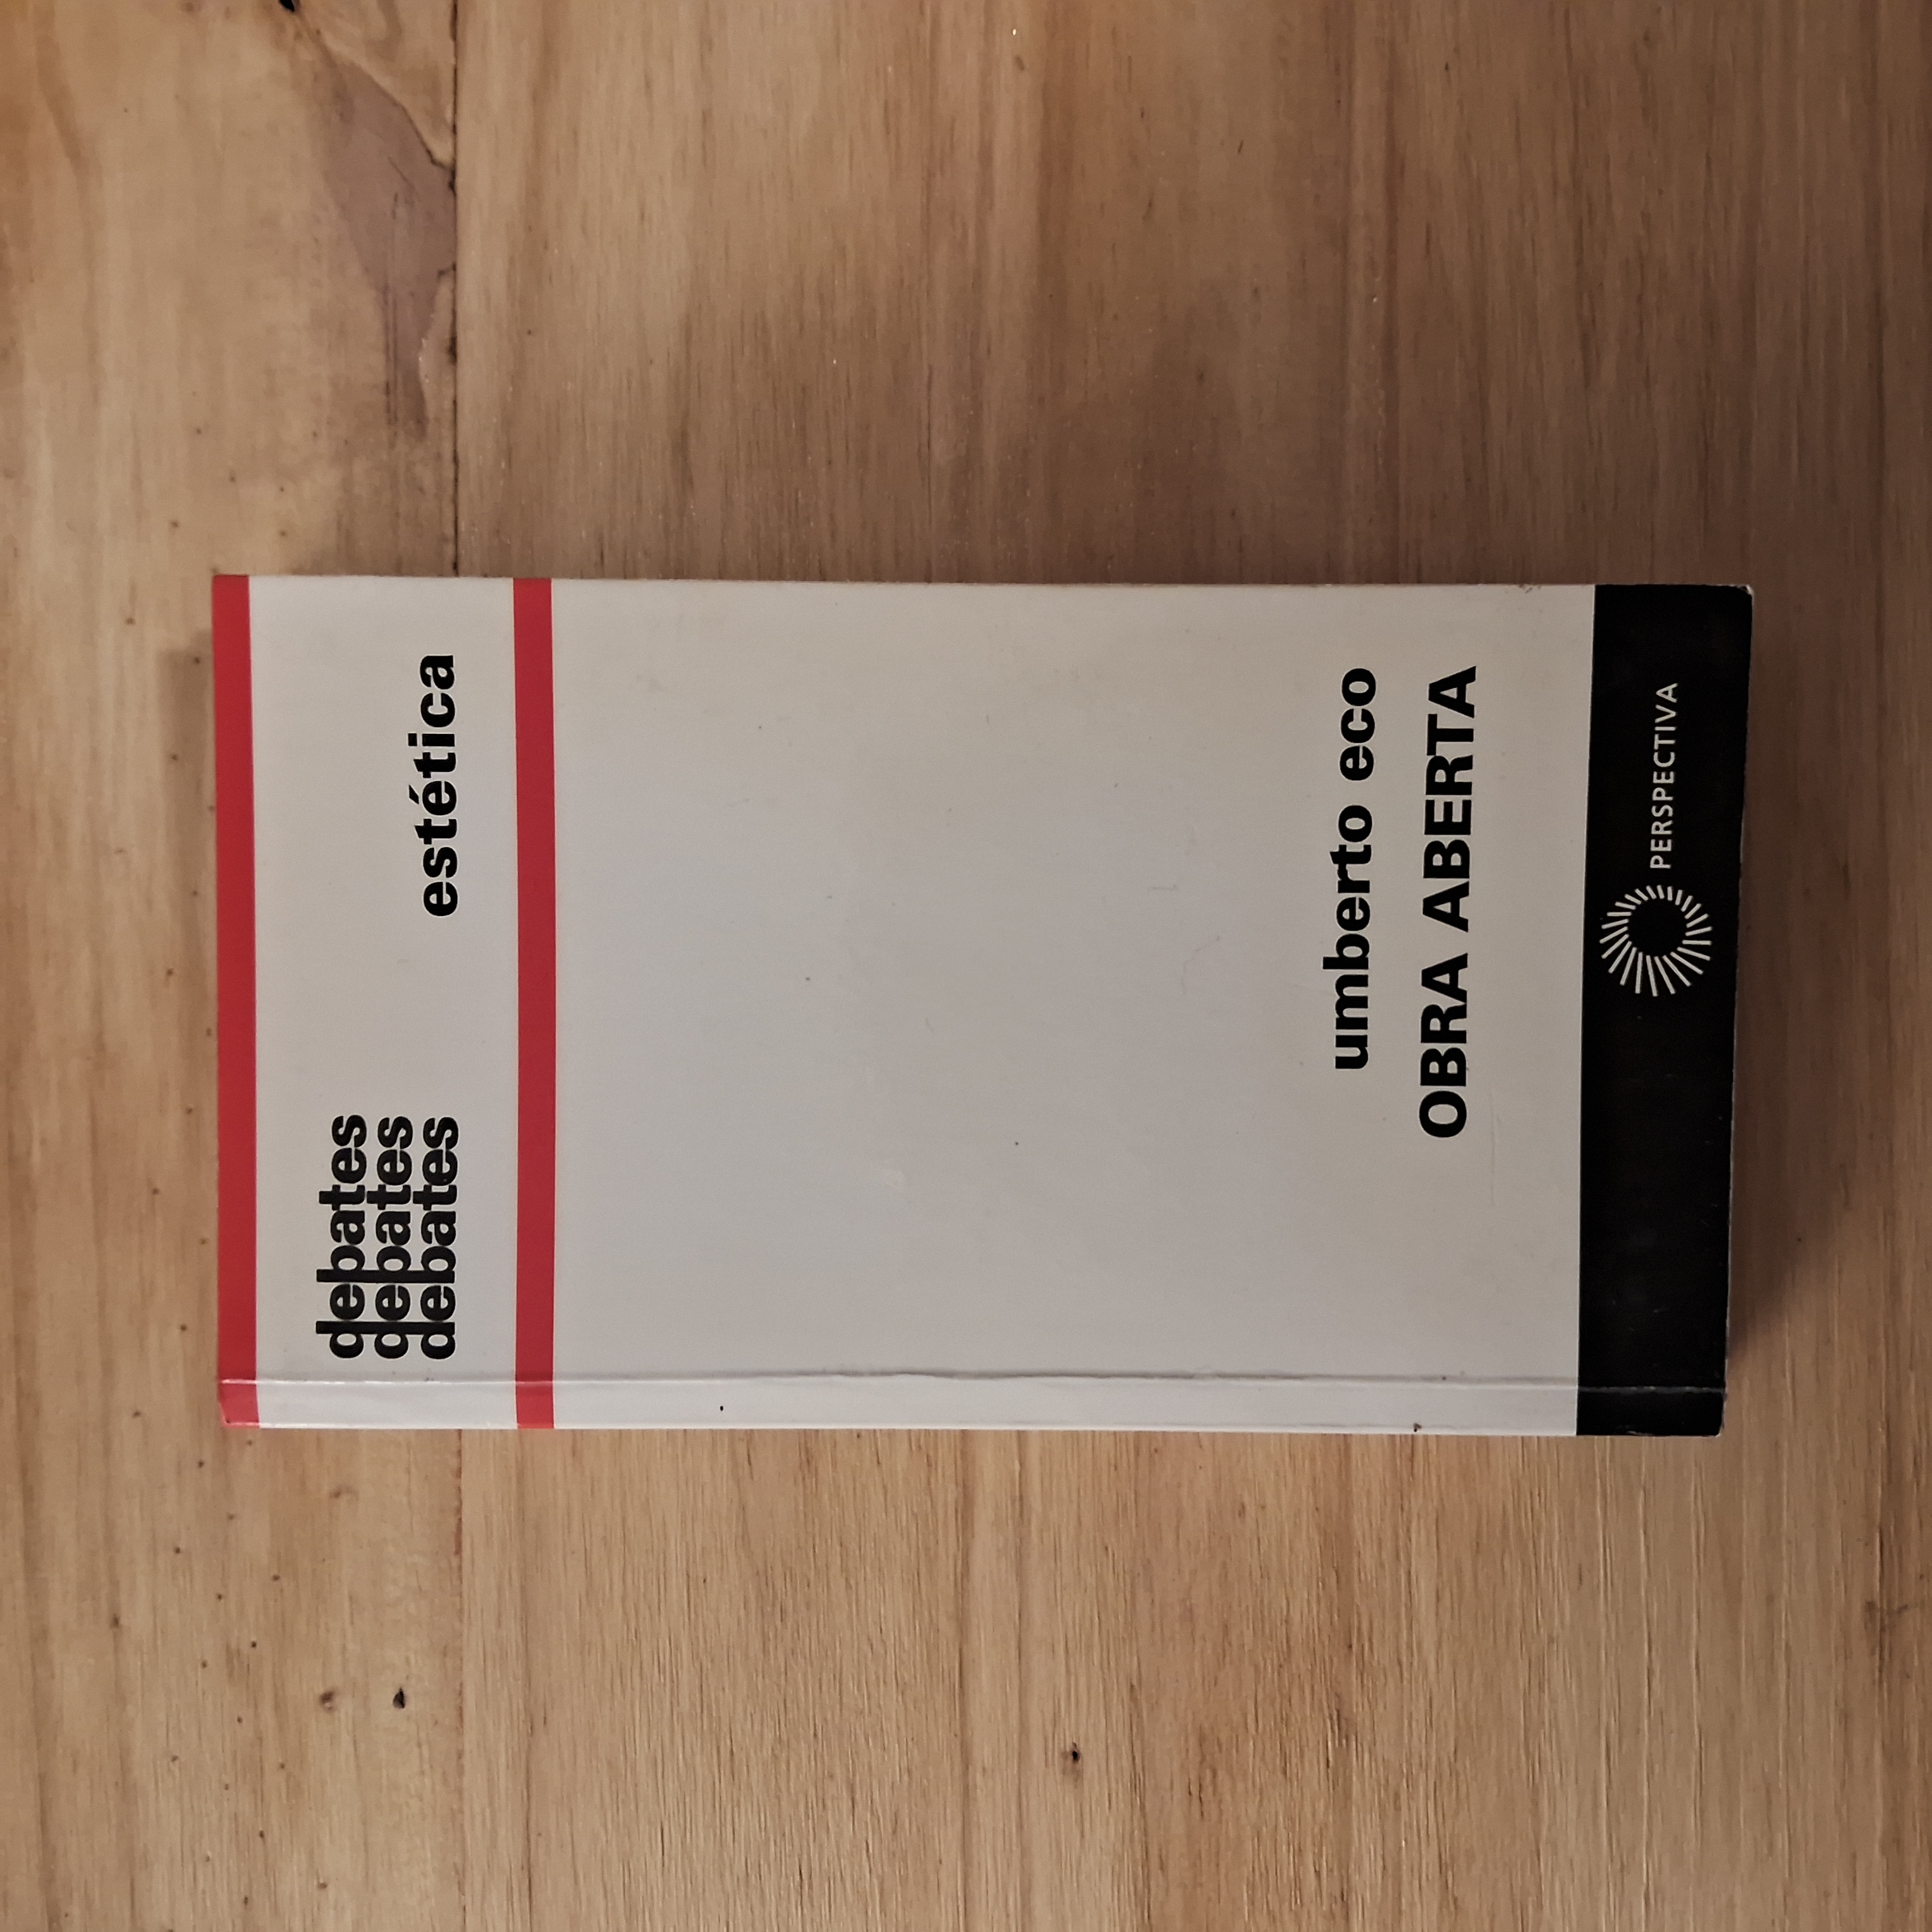 debates
debates
debates estética
umberto eco
OBRA ABERTA
PERSPECTIVA